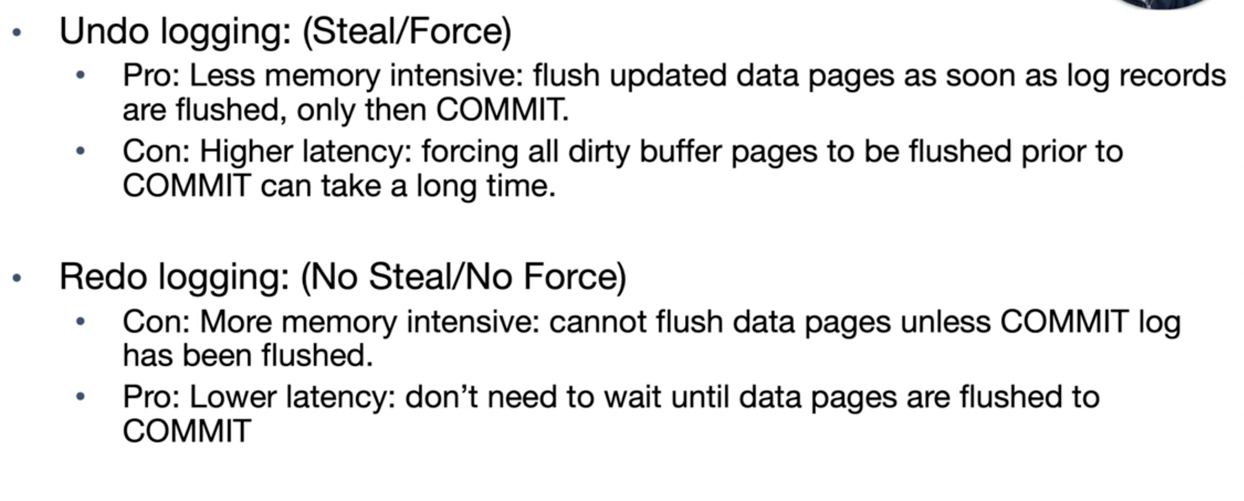 • Undo logging: (Steal/Force)
• Pro: Less memory intensive: flush updated data pages as soon as log records
are flushed, only then COMMIT.
• Con: Higher latency: forcing all dirty buffer pages to be flushed prior to
COMMIT can take a long time.
• Redo logging: (No Steal/No Force)
• Con: More memory intensive: cannot flush data pages unless COMMIT log
has been flushed.
• Pro: Lower latency: don’t need to wait until data pages are flushed to
COMMIT